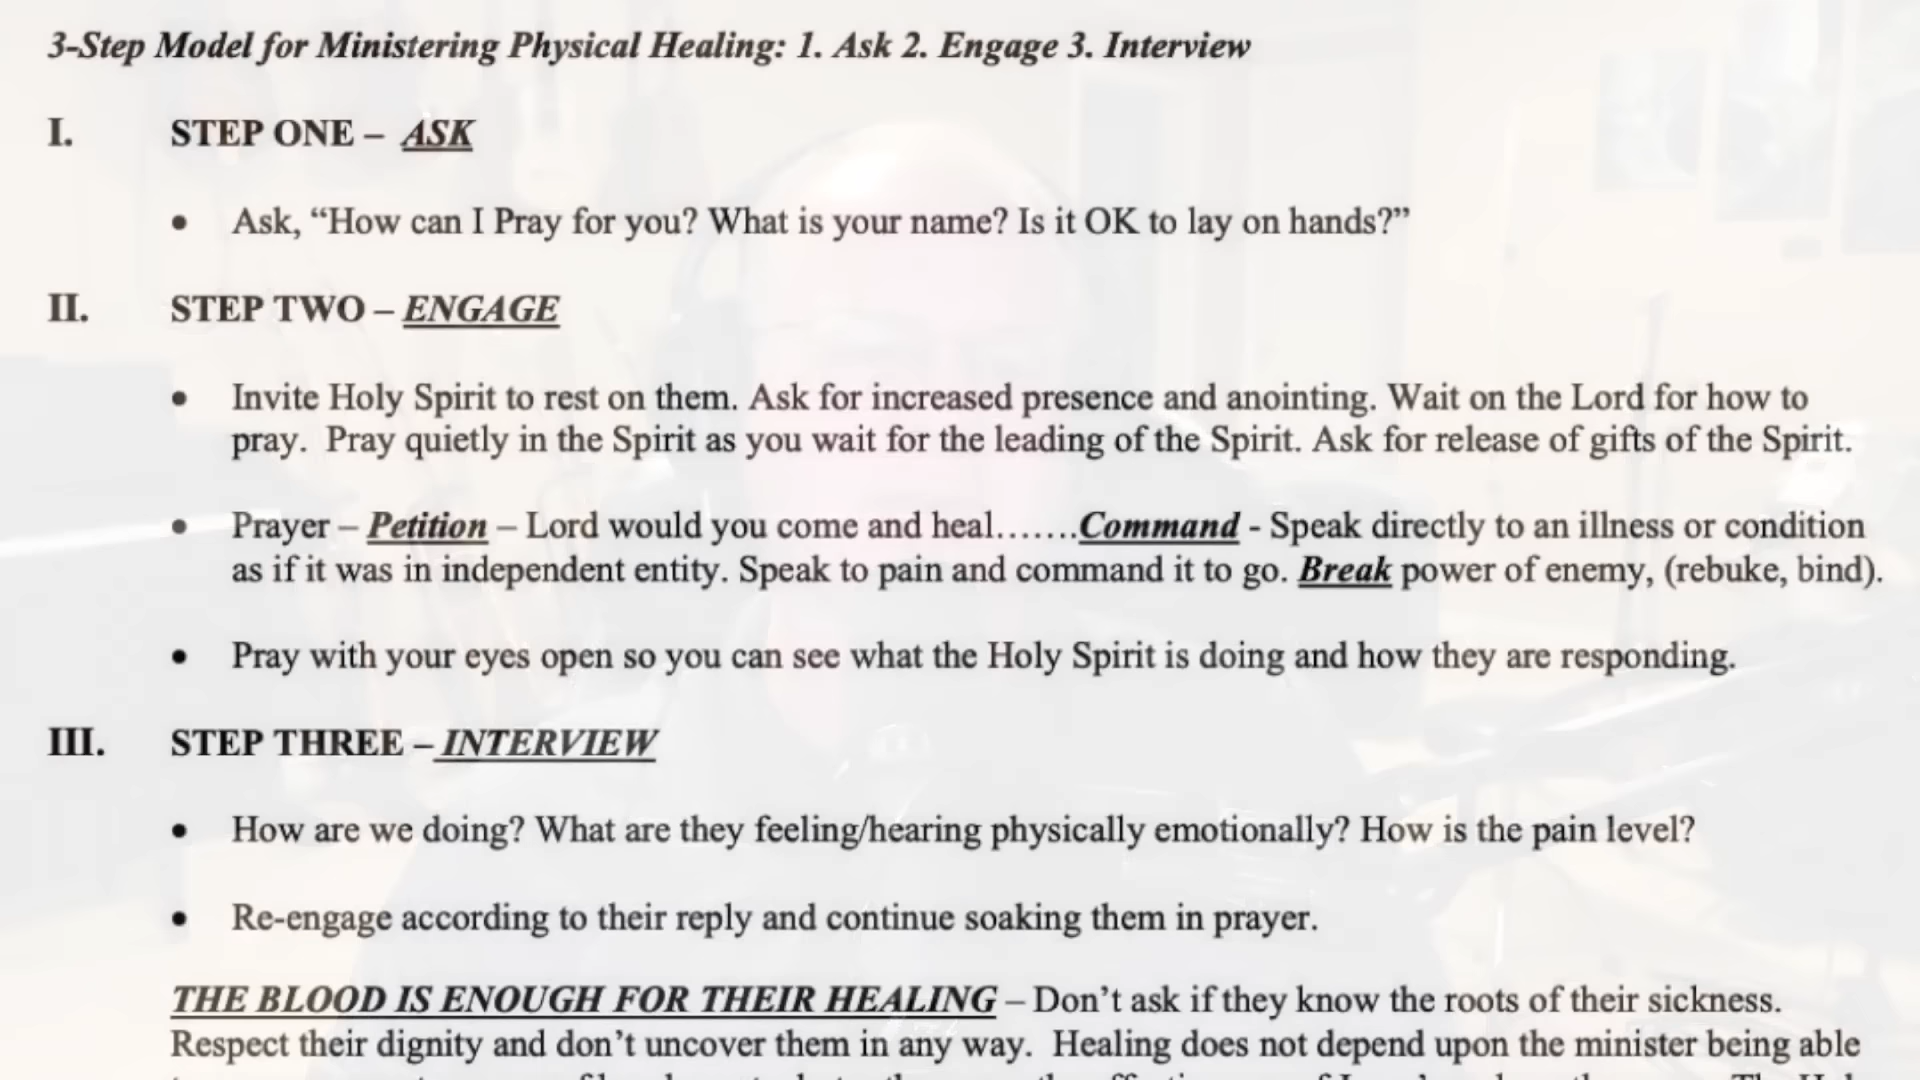 3-Step Model for Ministering Physical Healing: 1. Ask 2. Engage 3. Interview
I. STEP ONE – ASK
• Ask, “How can I Pray for you? What is your name? Is it OK to lay on hands?”
II. STEP TWO – ENGAGE
• Invite Holy Spirit to rest on them. Ask for increased presence and anointing. Wait on the Lord for how to
pray. Pray quietly in the Spirit as you wait for the leading of the Spirit. Ask for release of gifts of the Spirit.
• Prayer – Petition – Lord would you come and heal…….Command - Speak directly to an illness or condition
as if it was in independent entity. Speak to pain and command it to go. Break power of enemy, (rebuke, bind).
• Pray with your eyes open so you can see what the Holy Spirit is doing and how they are responding.
III. STEP THREE – INTERVIEW
• How are we doing? What are they feeling/hearing physically emotionally? How is the pain level?
• Re-engage according to their reply and continue soaking them in prayer.
THE BLOOD IS ENOUGH FOR THEIR HEALING – Don’t ask if they know the roots of their sickness.
Respect their dignity and don’t uncover them in any way. Healing does not depend upon the minister being able